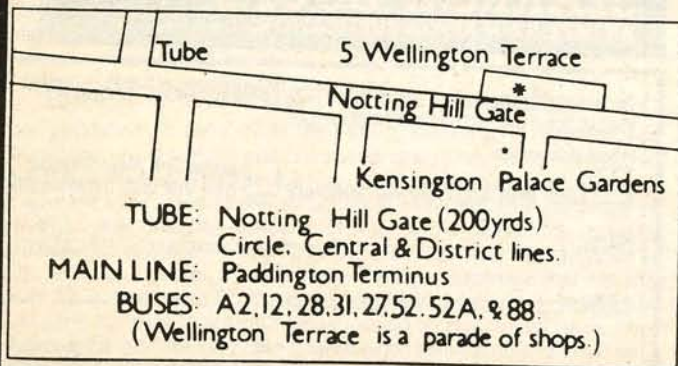 Tube 5 Wellington Terrace
*
Notting Hill Gate
Kensington Palace Gardens
TUBE: Notting Hill Gate (200yrds)
Circle. Central & District lines.
MAIN LINE: Paddington Terminus
BUSES: A2, 12, 28. 31. 27. 52. 52A. & 88.
(Wellington Terrace is a parade of shops.)